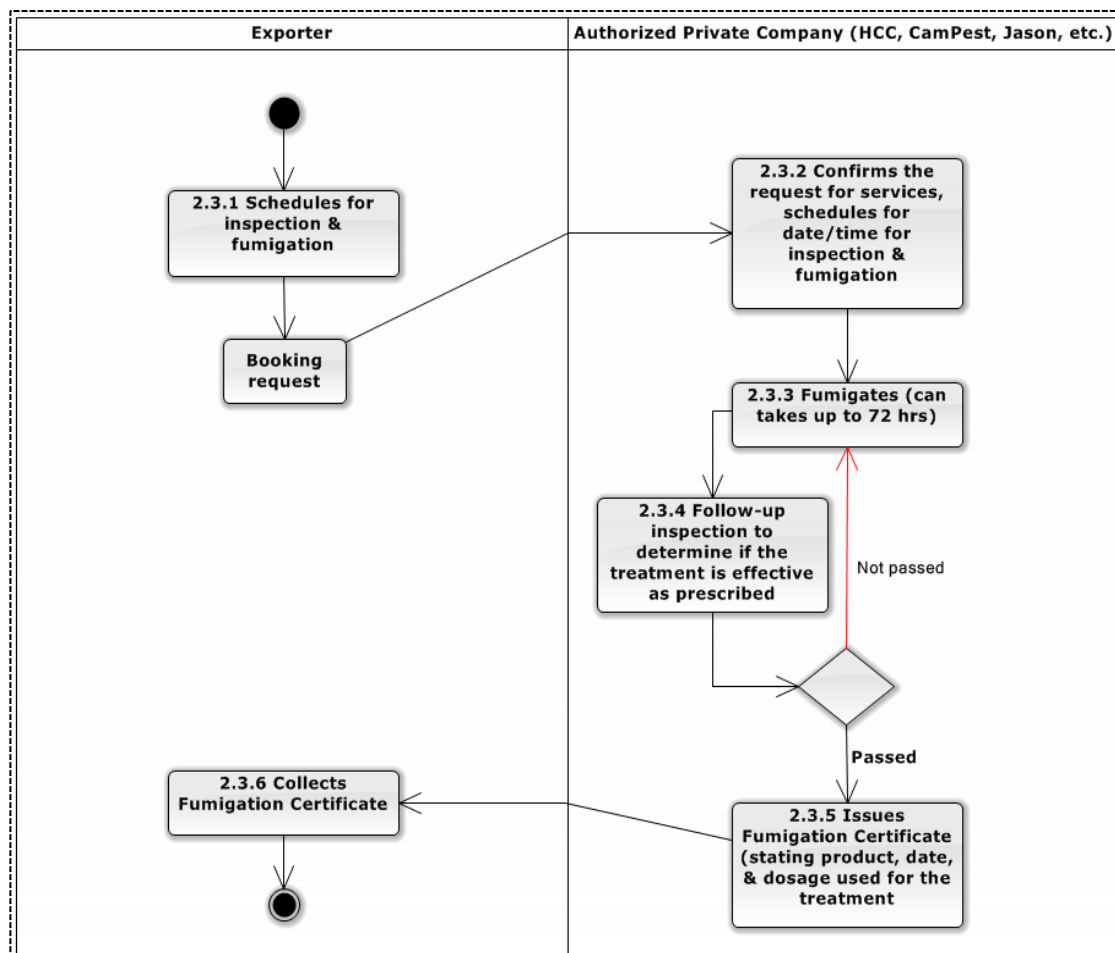 Exporter
Authorized Private Company (HCC, CamPest, Jason, etc.)
2.3.1 Schedules for
inspection &
fumigation
Booking
request
2.3.2 Confirms the
request for services,
schedules for
date/time for
inspection &
fumigation
2.3.3 Fumigates (can
takes up to 72 hrs)
2.3.4 Follow-up
inspection to
determine if the
treatment is effective
as prescribed
Not passed
Passed
2.3.5 Issues
Fumigation Certificate
(stating product, date,
& dosage used for the
treatment
2.3.6 Collects
Fumigation Certificate